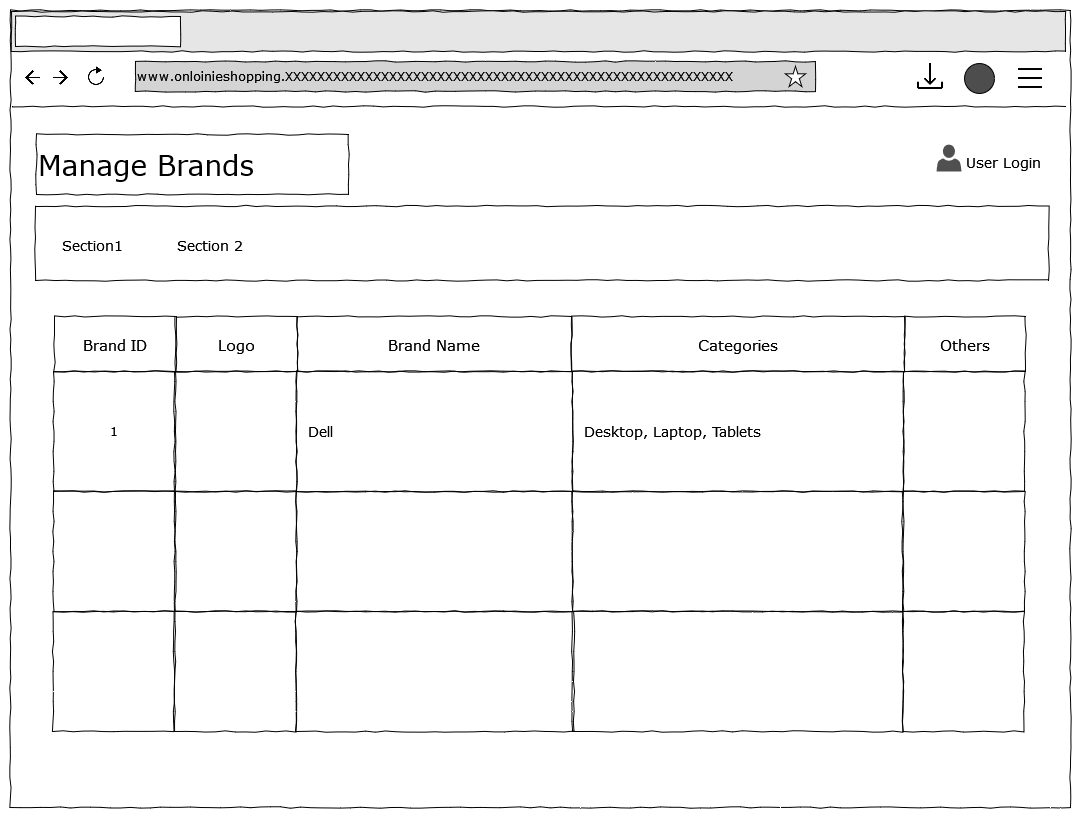 www.onloinieshopping.XXXXXXXXXXXXXXXXXXXXXXXXXXXXXXXXXXXXXXXXXXXXXXXXXXXXXXXX
Manage Brands
User Login
Section1 Section 2
Brand ID Logo Brand Name Categories Others
1 Dell Desktop, Laptop, Tablets